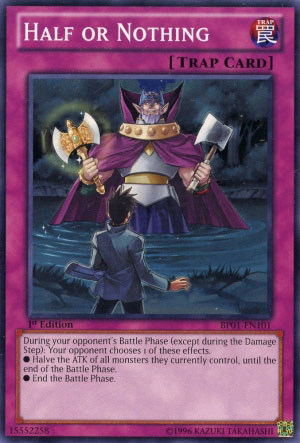 HALF OR NOTHING
TRAP
罠
[TRAP CARD]
1st Edition
BP01-EN101
During your opponent's Battle Phase (except during the Damage
Step): Your opponent chooses 1 of these effects.
● Halve the ATK of all monsters they currently control, until the
end of the Battle Phase.
● End the Battle Phase.
15552258
©1996 KAZUKI TAKAHASHI